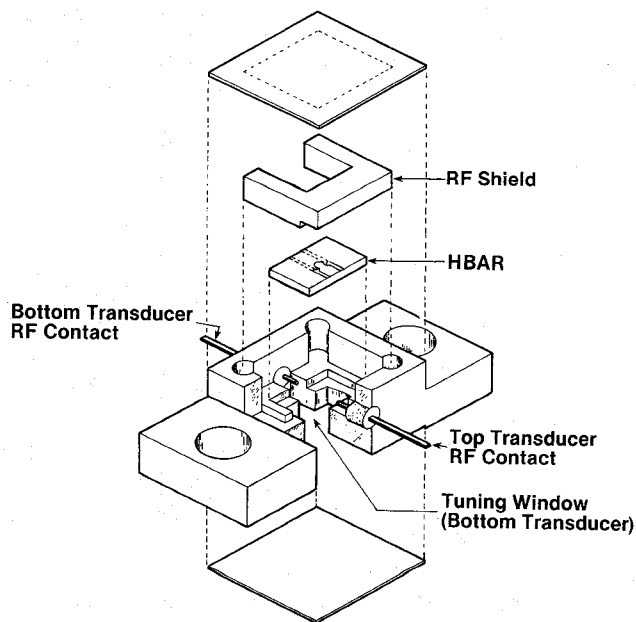 RF Shield
HBAR
Bottom Transducer
RF Contact
Top Transducer
RF Contact
Tuning Window
(Bottom Transducer)